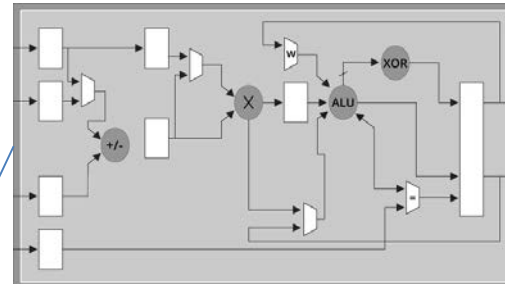 W
XOR
X
ALU
+/-
=